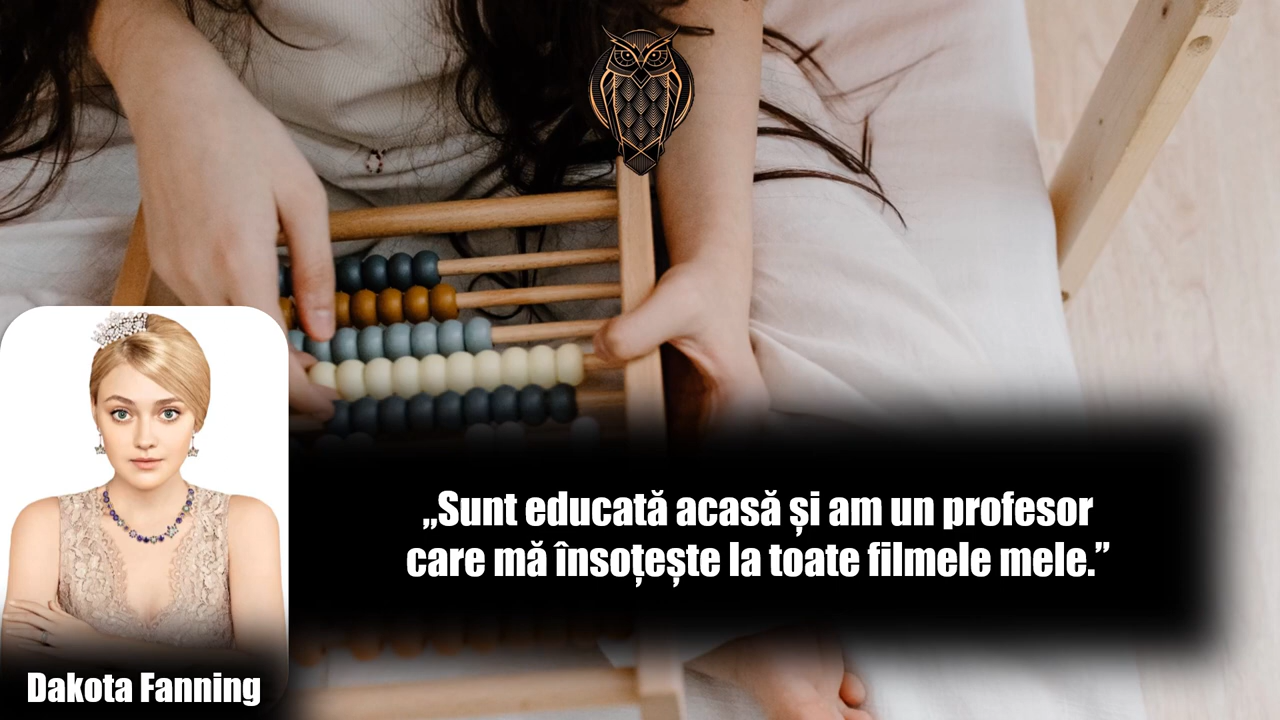 „Sunt educată acasă și am un profesor
care mă însoțește la toate filmele mele.”
Dakota Fanning